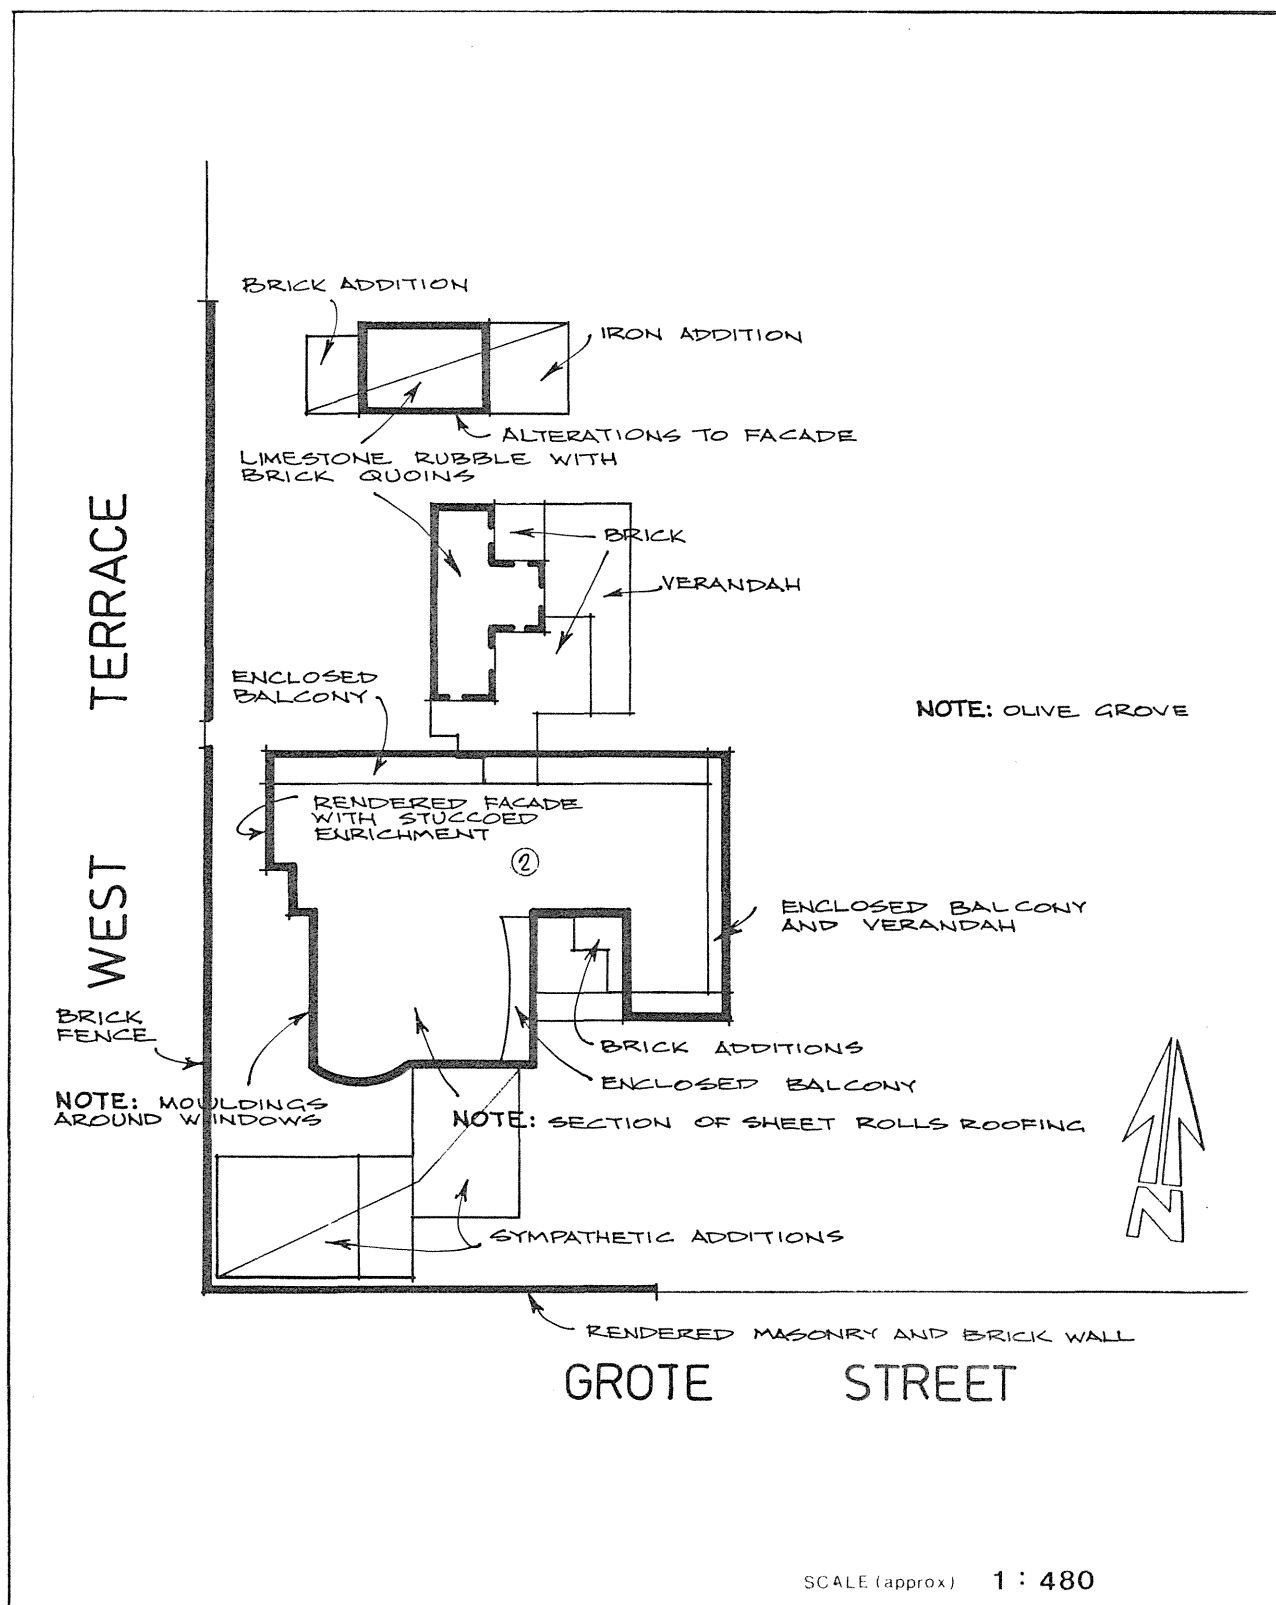 BRICK ADDITION
IRON ADDITION
ALTERATIONS TO FACADE
LIMESTONE RUBBLE WITH
BRICK QUOINS
BRICK
VERANDAH
WEST TERRACE
ENCLOSED
BALCONY
NOTE: OLIVE GROVE
RENDERED FACADE
WITH STUCCOED
ENRICHMENT
2
ENCLOSED BALCONY
AND VERANDAH
BRICK
FENCE
BRICK ADDITIONS
ENCLOSED BALCONY
NOTE: MOULDINGS
AROUND WINDOWS
NOTE: SECTION OF SHEET ROLLS ROOFING
N
SYMPATHETIC ADDITIONS
RENDERED MASONRY AND BRICK WALL
GROTE STREET
SCALE (approx) 1 : 480